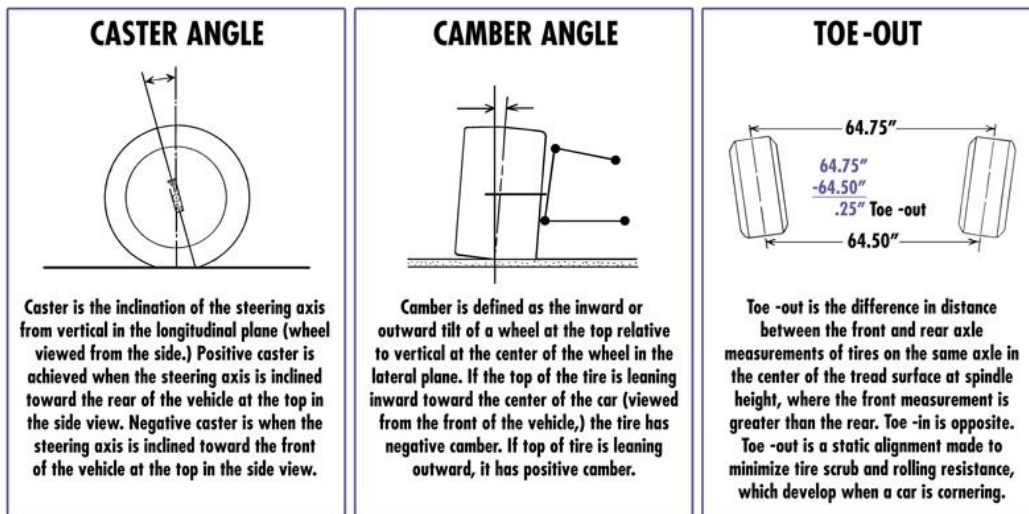 CASTER ANGLE
Caster is the inclination of the steering axis
from vertical in the longitudinal plane (wheel
viewed from the side.) Positive caster is
achieved when the steering axis is inclined
toward the rear of the vehicle at the top in
the side view. Negative caster is when the
steering axis is inclined toward the front
of the vehicle at the top in the side view.
CAMBER ANGLE
Camber is defined as the inward or
outward tilt of a wheel at the top relative
to vertical at the center of the wheel in the
lateral plane. If the top of the tire is leaning
inward toward the center of the car (viewed
from the front of the vehicle,) the tire has
negative camber. If top of tire is leaning
outward, it has positive camber.
TOE-OUT
64.75”
64.75”
-64.50”
.25” Toe -out
64.50”
Toe -out is the difference in distance
between the front and rear axle
measurements of tires on the same axle in
the center of the tread surface at spindle
height, where the front measurement is
greater than the rear. Toe -in is opposite.
Toe -out is a static alignment made to
minimize tire scrub and rolling resistance,
which develop when a car is cornering.